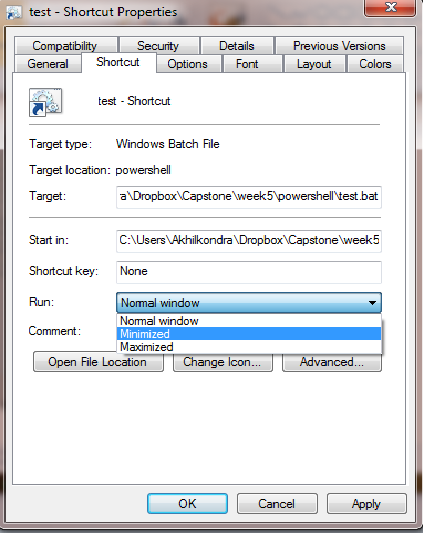 test - Shortcut Properties
Compatibility Security Details Previous Versions
General Shortcut Options Font Layout Colors
test - Shortcut
Target type: Windows Batch File
Target location: powershell
Target: a\Dropbox\Capstone\week5\powershell\test.bat
Start in: C:\Users\Akhilkondra\Dropbox\Capstone\week5
Shortcut key: None
Run: Normal window
Normal window
Comment: Minimized
Maximized
Open File Location Change Icon... Advanced...
OK Cancel Apply